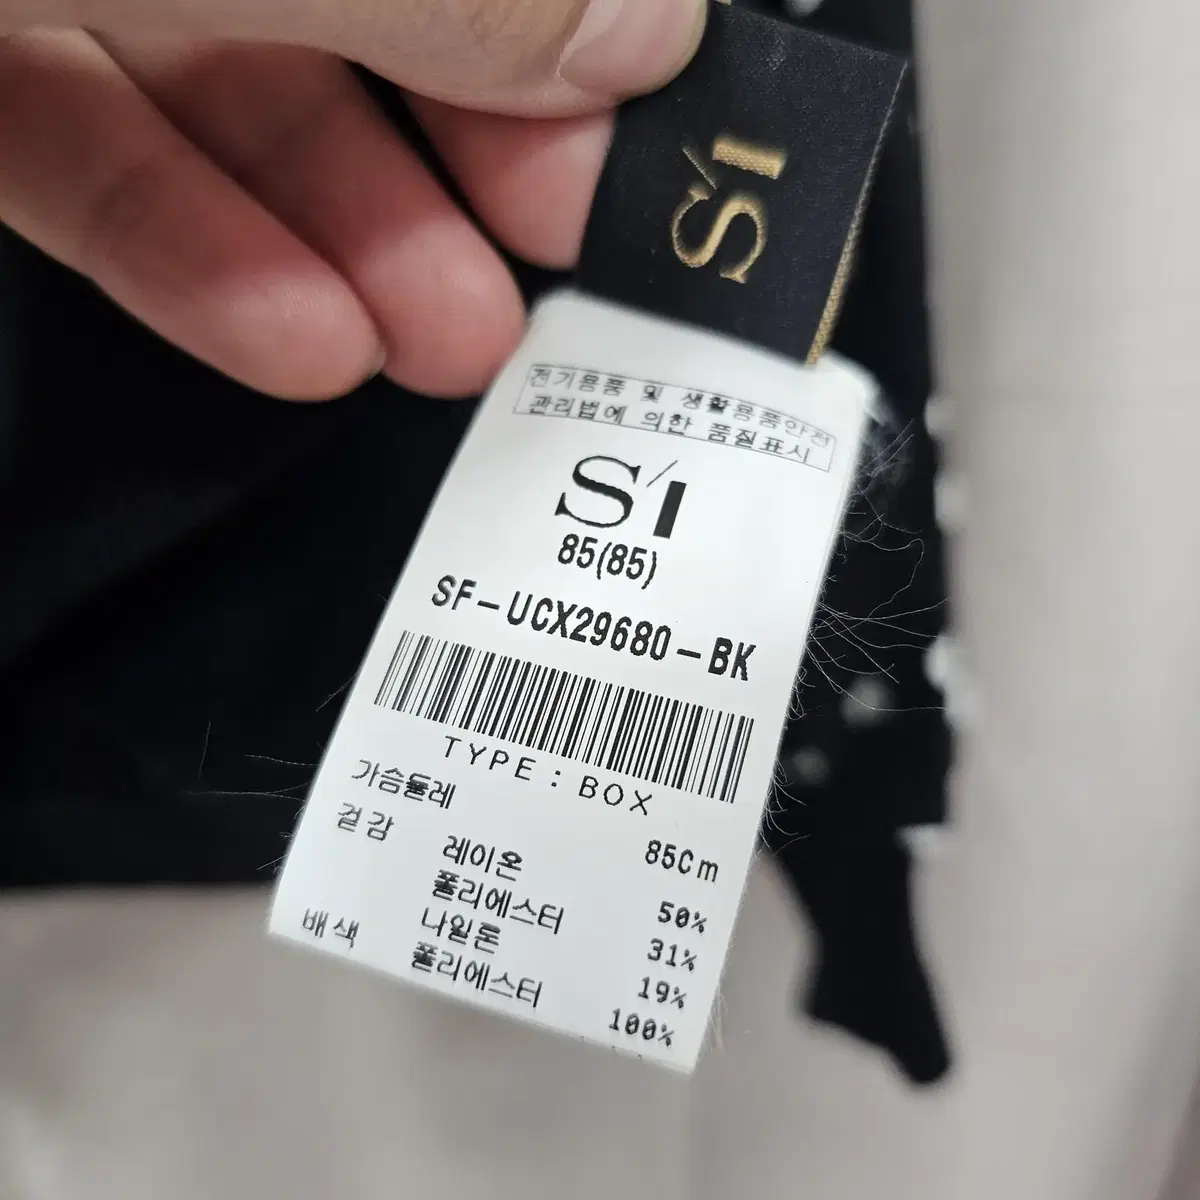 S'I
전기용품 및 생활용품안전
관리법에 의한 품질표시
S'I
85(85)
SF-UCX29680-BK
TYPE:BOX
가슴둘레 85Cm
겉감 레이온 50%
폴리에스터 31%
나일론 19%
배색 폴리에스터 100%